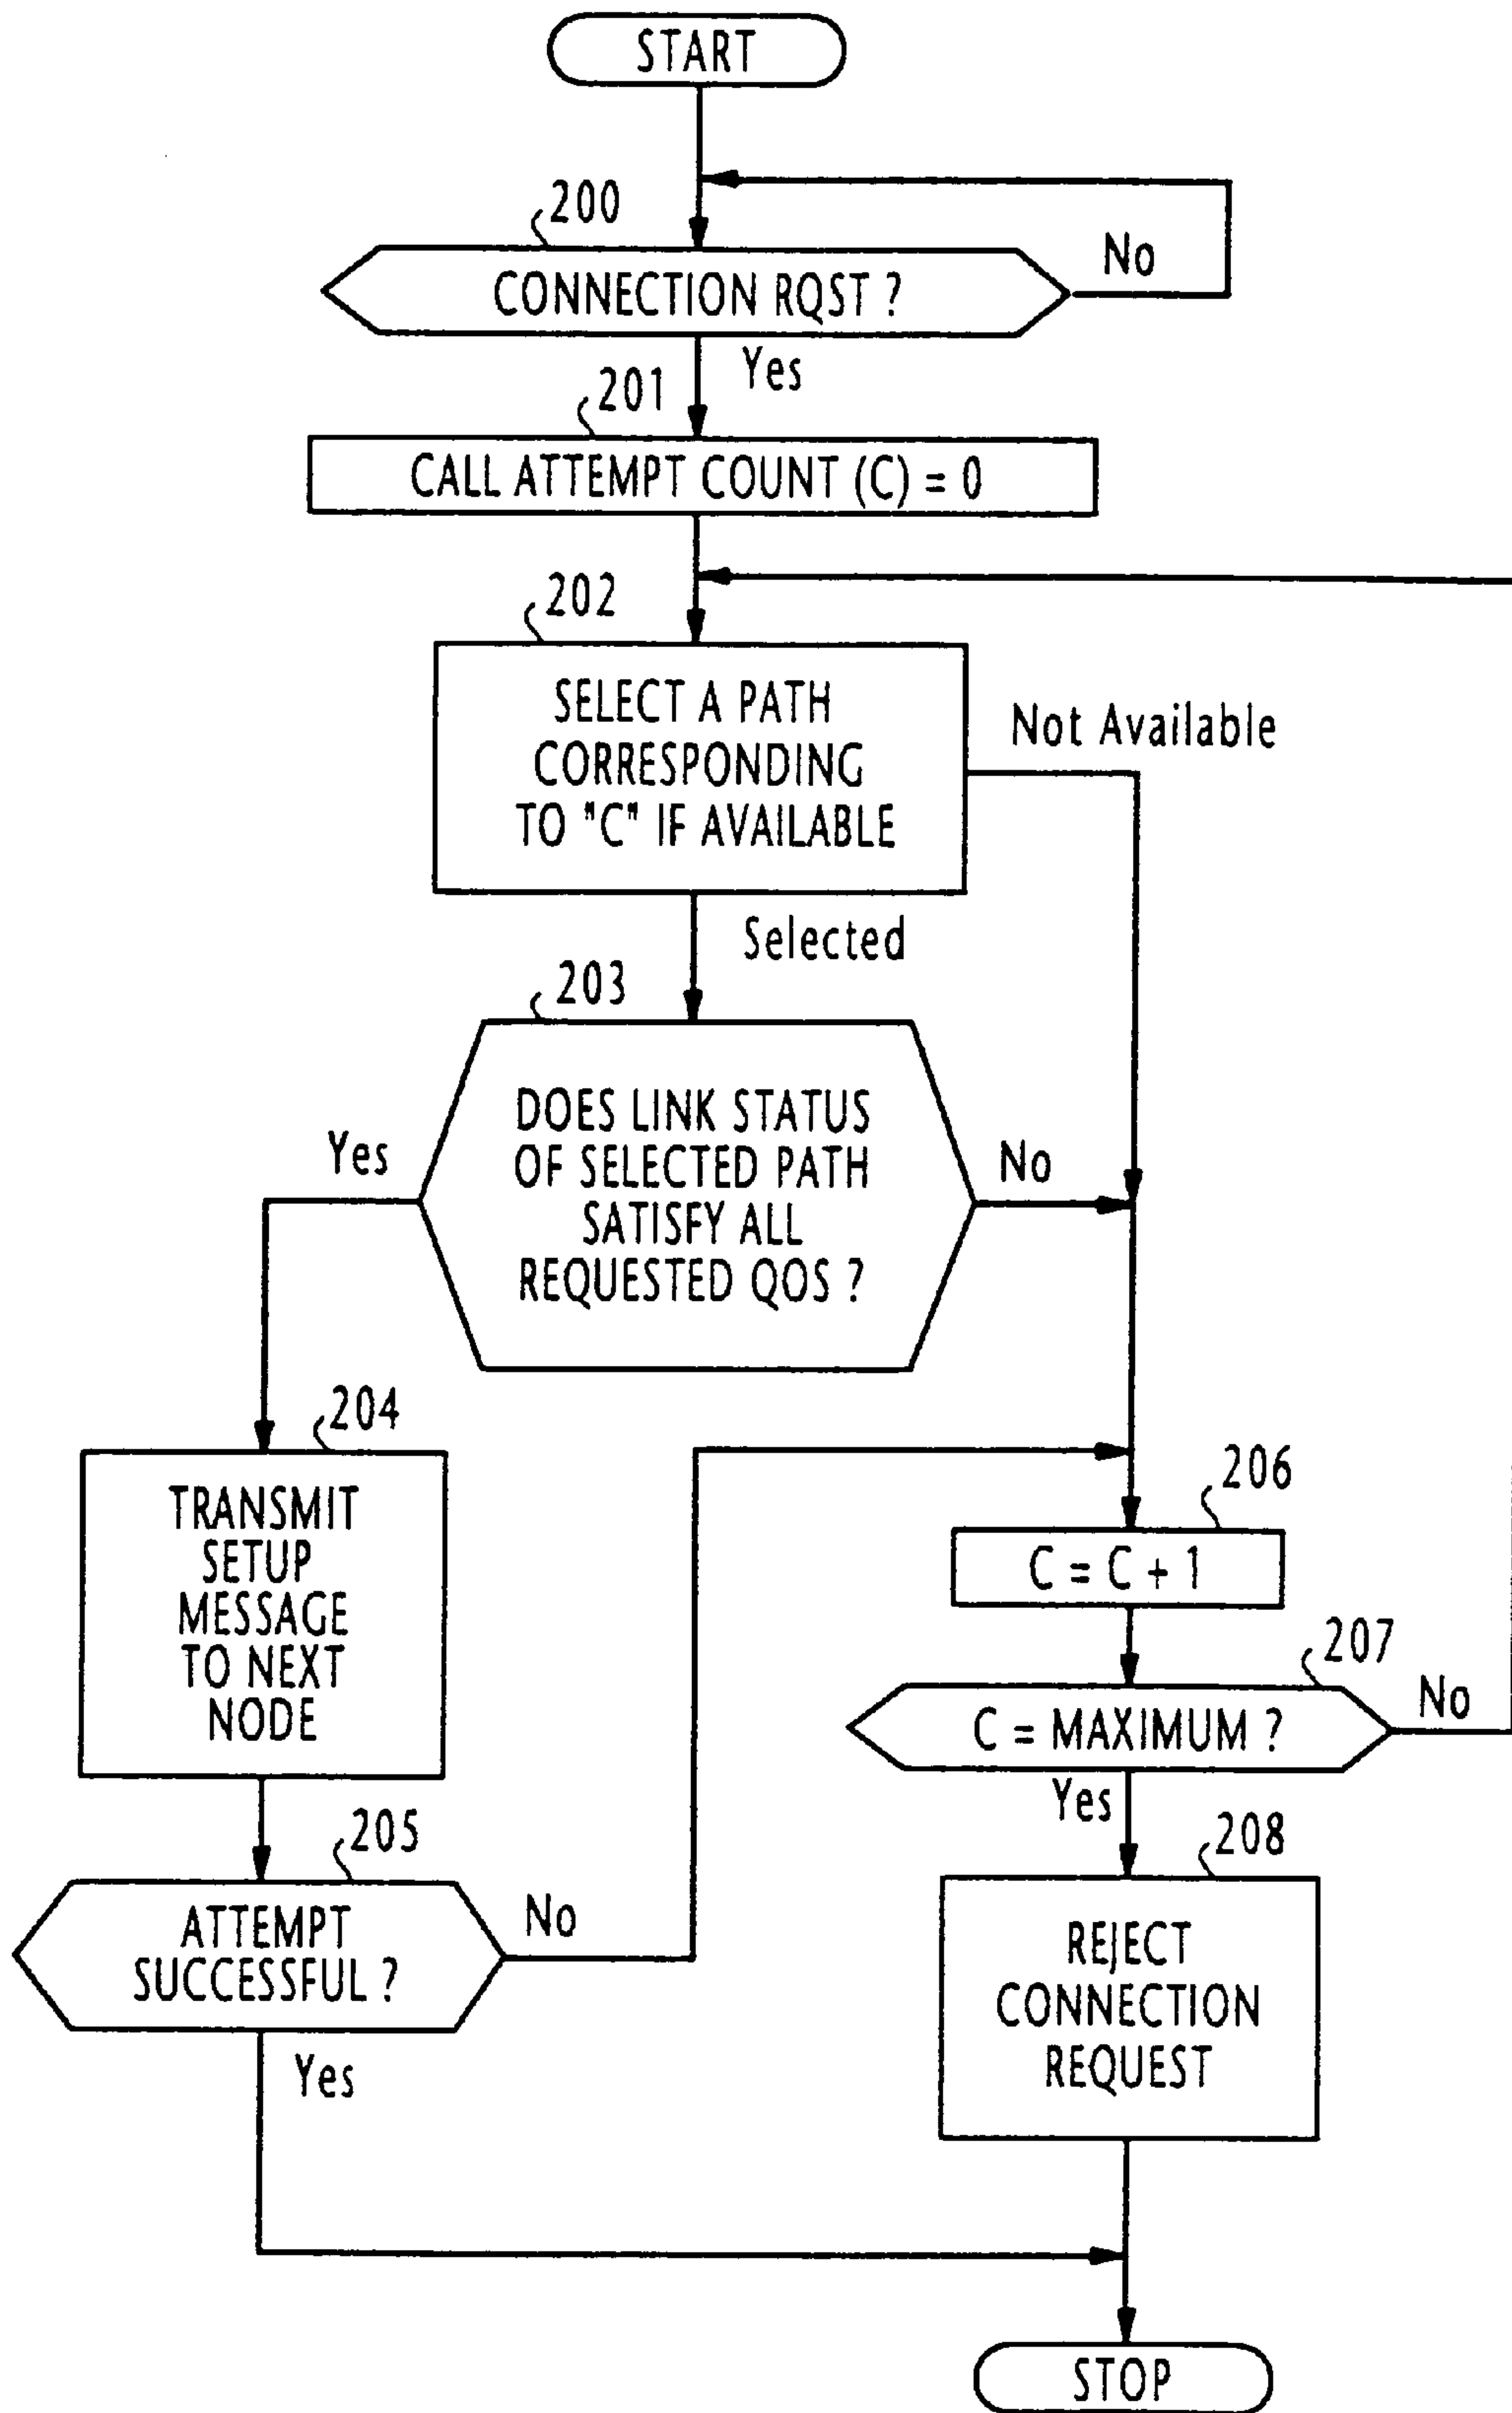 START
200
CONNECTION RQST ?
No
Yes
201
CALL ATTEMPT COUNT (C) = 0
202
SELECT A PATH
CORRESPONDING
TO "C" IF AVAILABLE
Not Available
Selected
203
DOES LINK STATUS
OF SELECTED PATH
SATISFY ALL
REQUESTED QOS ?
Yes
No
204
TRANSMIT
SETUP
MESSAGE
TO NEXT
NODE
205
ATTEMPT
SUCCESSFUL ?
No
Yes
206
C = C + 1
207
C = MAXIMUM ?
No
Yes
208
REJECT
CONNECTION
REQUEST
STOP